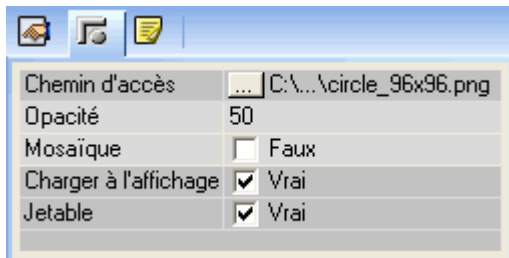 Chemin d'accès ... C:\...\circle_96x96.png
Opacité 50
Mosaïque Faux
Charger à l'affichage Vrai
Jetable Vrai